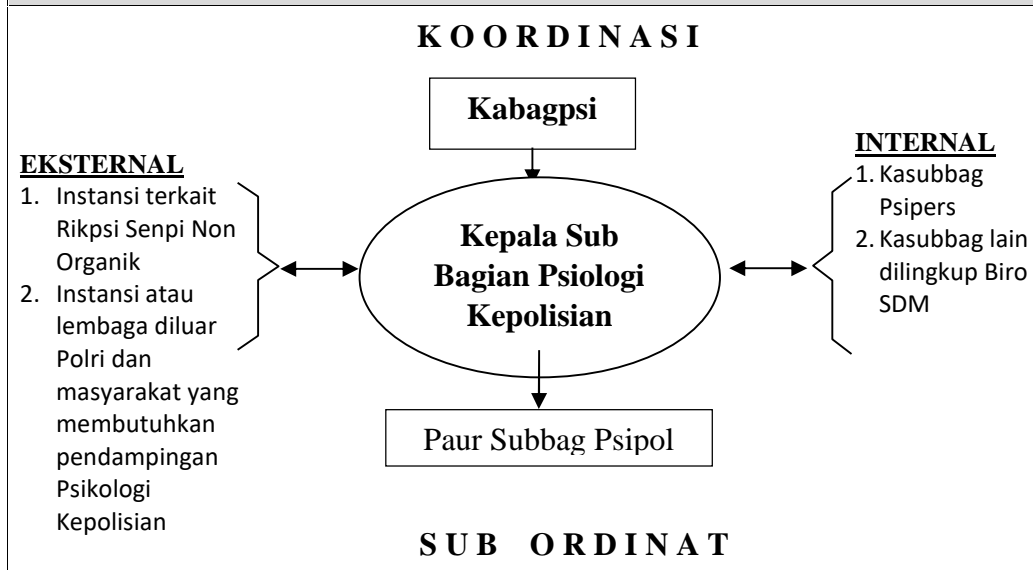 K O O R D I N A S I
Kabagpsi
EKSTERNAL
1. Instansi terkait
Rikpsi Senpi Non
Organik
2. Instansi atau
lembaga diluar
Polri dan
masyarakat yang
membutuhkan
pendampingan
Psikologi
Kepolisian
Kepala Sub
Bagian Psiologi
Kepolisian
INTERNAL
1. Kasubbag
Psipers
2. Kasubbag lain
dilingkup Biro
SDM
Paur Subbag Psipol
S U B O R D I N A T